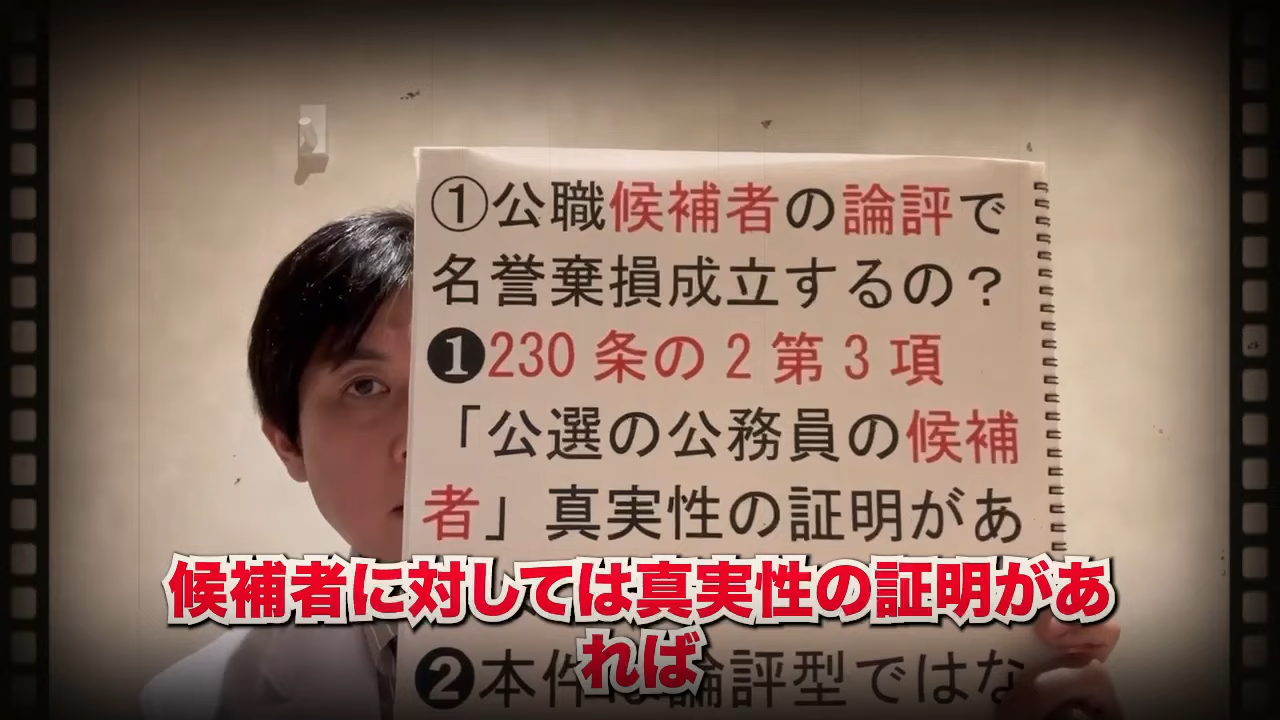 ①公職候補者の論評で
名誉棄損成立するの？
❶230条の2第3項
「公選の公務員の候補
者」真実性の証明があ
候補者に対しては真実性の証明があ
れば
❷本件は論評型ではな